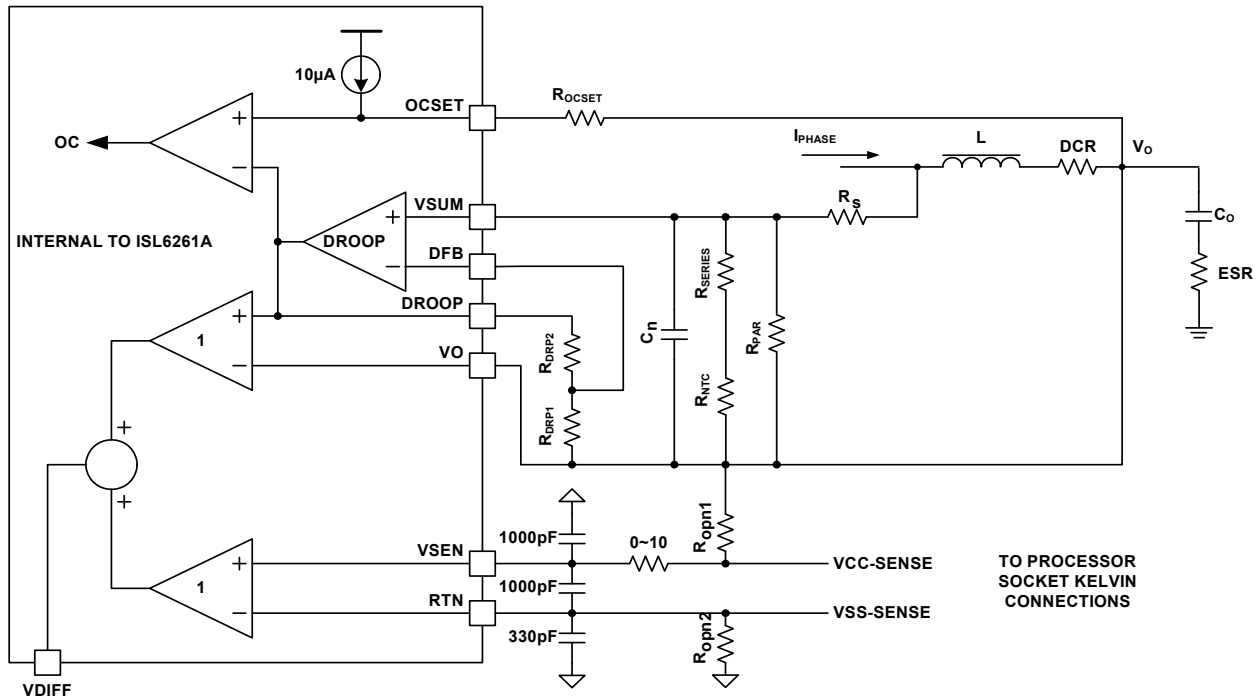 10µA
OCSET
R_OCSET
OC
+
−
I_PHASE
L
DCR
V_O
R_s
C_O
ESR
INTERNAL TO ISL6261A
DROOP
+
−
VSUM
DFB
DROOP
VO
R_SERIES
R_NTC
R_PAR
C_n
R_DRP2
R_DRP1
1
+
−
+
+
1000pF
0~10
R_opn1
VSEN
1000pF
RTN
330pF
1
+
−
VCC-SENSE
VSS-SENSE
R_opn2
TO PROCESSOR
SOCKET KELVIN
CONNECTIONS
VDIFF